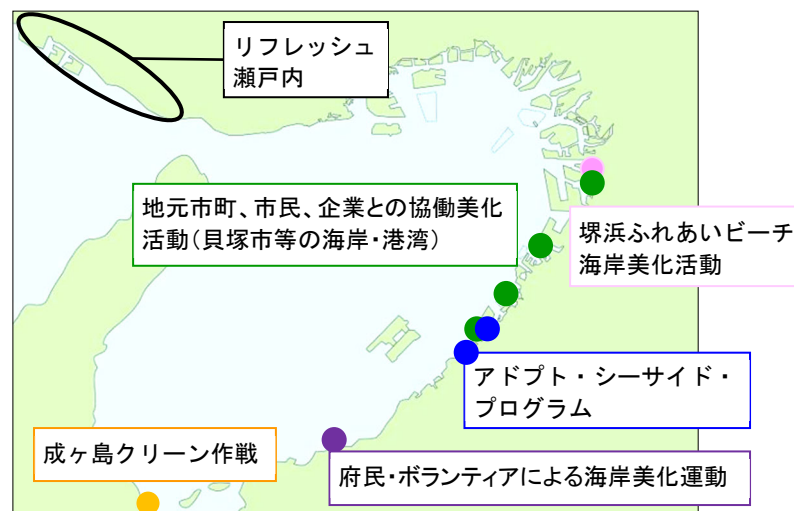 リフレッシュ
瀬戸内
地元市町、市民、企業との協働美化
活動(貝塚市等の海岸・港湾)
堺浜ふれあいビーチ
海岸美化活動
アドプト・シーサイド・
プログラム
成ヶ島クリーン作戦
府民・ボランティアによる海岸美化運動